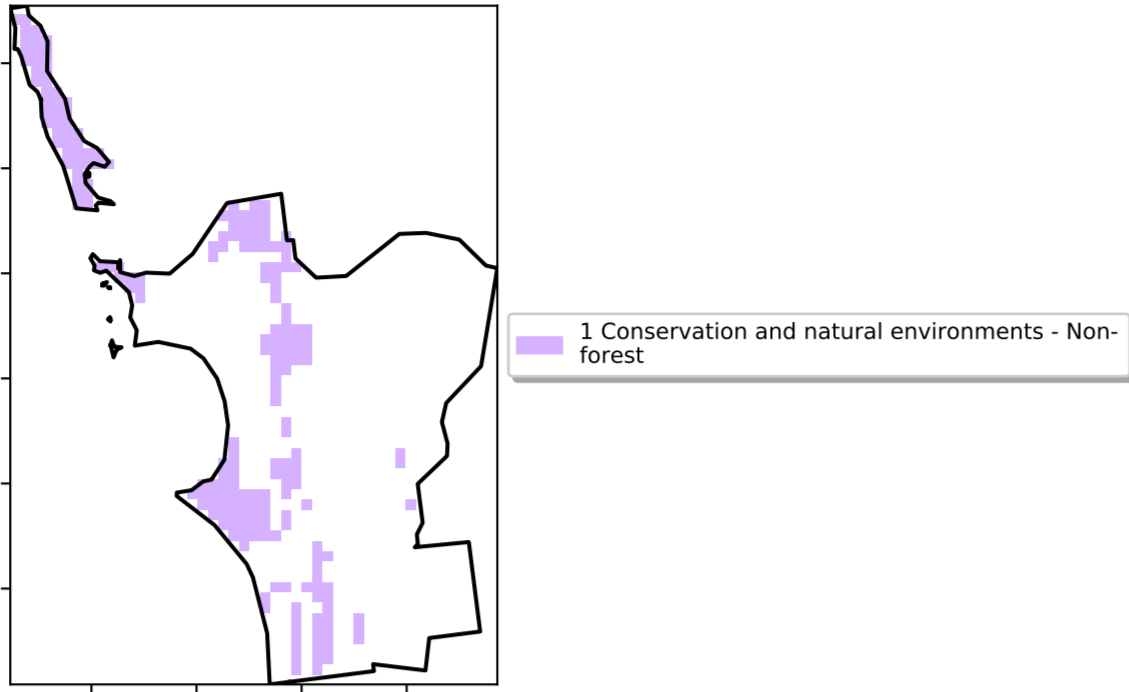 1 Conservation and natural environments - Non-
forest